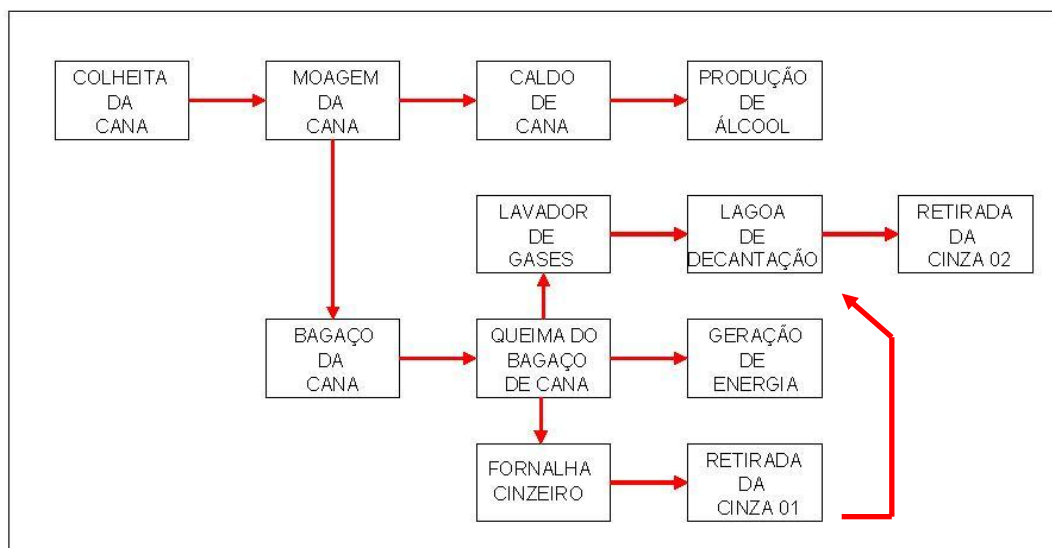 COLHEITA
DA
CANA
MOAGEM
DA
CANA
CALDO
DE
CANA
PRODUÇÃO
DE
ÁLCOOL
LAVADOR
DE
GASES
LAGOA
DE
DECANTAÇÃO
RETIRADA
DA
CINZA 02
BAGAÇO
DA
CANA
QUEIMA DO
BAGAÇO
DE CANA
GERAÇÃO
DE
ENERGIA
FORNALHA
CINZEIRO
RETIRADA
DA
CINZA 01